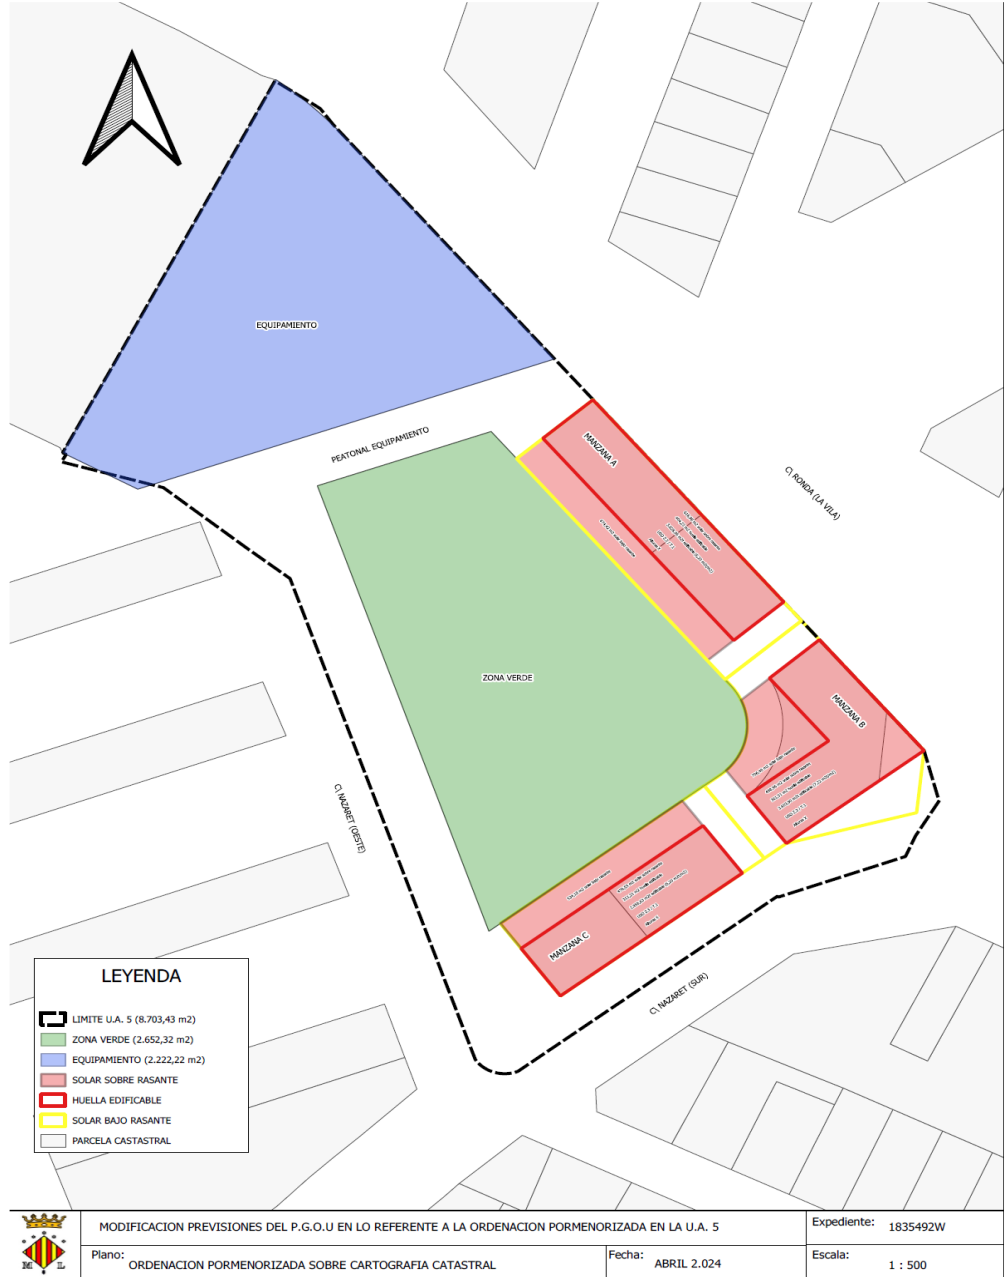 EQUIPAMIENTO
PEATONAL EQUIPAMIENTO
MANZANA A
C\ RONDA (LA VILA)
ZONA VERDE
MANZANA B
C\ NAZARET (OESTE)
MANZANA C
C\ NAZARET (SUR)
LEYENDA
LIMITE U.A. 5 (8.703,43 m2)
ZONA VERDE (2.652,32 m2)
EQUIPAMIENTO (2.222,22 m2)
SOLAR SOBRE RASANTE
HUELLA EDIFICABLE
SOLAR BAJO RASANTE
PARCELA CASTASTRAL
M L
MODIFICACION PREVISIONES DEL P.G.O.U EN LO REFERENTE A LA ORDENACION PORMENORIZADA EN LA U.A. 5
Expediente: 1835492W
Plano: ORDENACION PORMENORIZADA SOBRE CARTOGRAFIA CATASTRAL
Fecha: ABRIL 2.024
Escala: 1 : 500